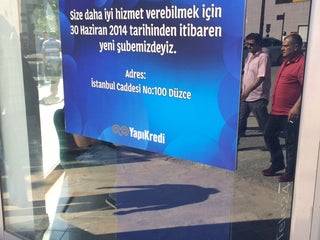 Size daha iyi hizmet verebilmek için
30 Haziran 2014 tarihinden itibaren
yeni şubemizdeyiz.
Adres:
İstanbul Caddesi No:100 Düzce
YapıKredi